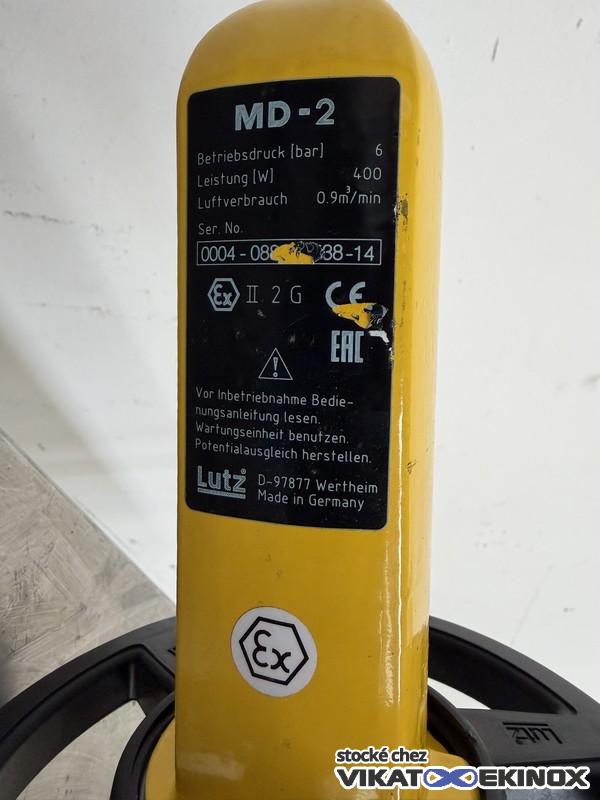 MD-2
Betriebsdruck [bar] 6
Leistung [W] 400
Luftverbrauch 0.9m³/min
Ser. No.
II 2 G CE
Ex
EAC
Vor Inbetriebnahme Bedie-
nungsanleitung lesen.
Wartungseinheit benutzen.
Potentialausgleich herstellen.
Lutz D-97877 Wertheim
Made in Germany
Ex
Lutz
stocké chez
VIKAT EKINOX